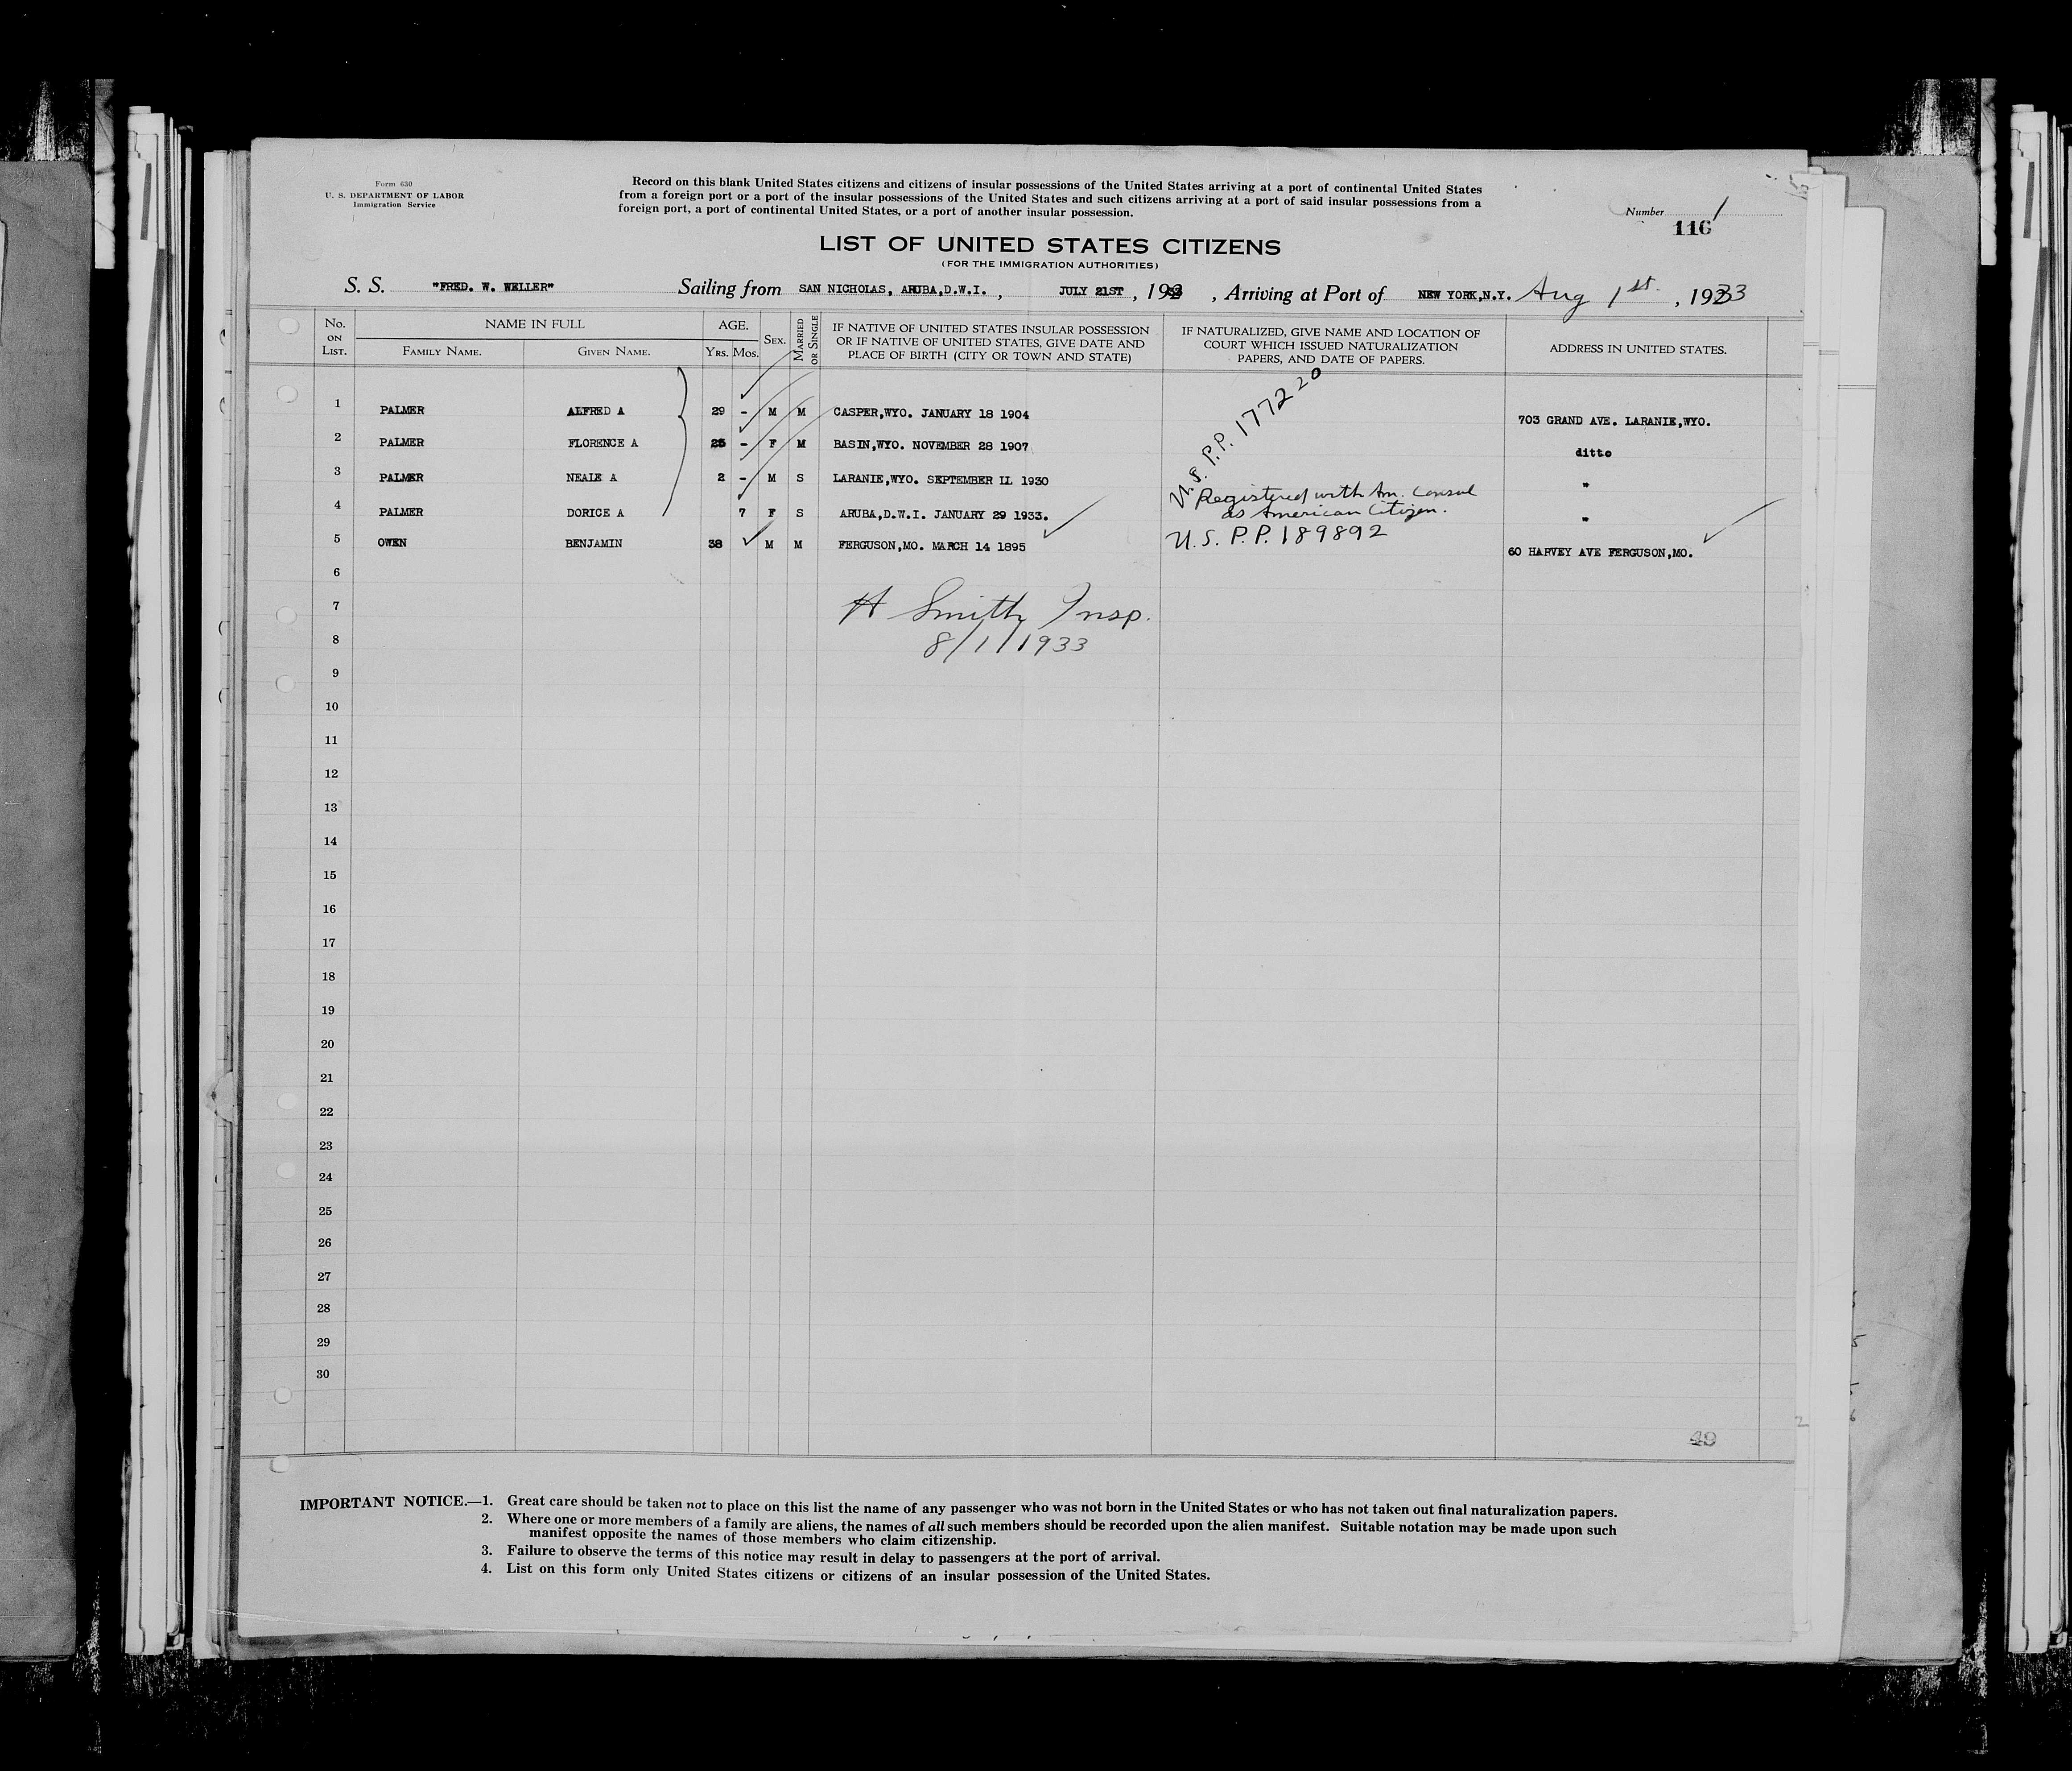 Form 630
U. S. DEPARTMENT OF LABOR
Immigration Service
Record on this blank United States citizens and citizens of insular possessions of the United States arriving at a port of continental United States
from a foreign port or a port of the insular possessions of the United States and such citizens arriving at a port of said insular possessions from a
foreign port, a port of continental United States, or a port of another insular possession.
Number 1
116
LIST OF UNITED STATES CITIZENS
(FOR THE IMMIGRATION AUTHORITIES)
S. S. "FRED. W. WELLER" Sailing from SAN NICHOLAS, ARUBA,D.W.I. , JULY 21ST , 193 , Arriving at Port of NEW YORK,N.Y. Aug 1st. , 1933
No. ON LIST. NAME IN FULL AGE. SEX. MARRIED OR SINGLE
FAMILY NAME. GIVEN NAME. YRS. MOS.
IF NATIVE OF UNITED STATES INSULAR POSSESSION
OR IF NATIVE OF UNITED STATES, GIVE DATE AND
PLACE OF BIRTH (CITY OR TOWN AND STATE)
IF NATURALIZED, GIVE NAME AND LOCATION OF
COURT WHICH ISSUED NATURALIZATION
PAPERS, AND DATE OF PAPERS.
ADDRESS IN UNITED STATES.
1 PALMER ALFRED A 29 - M M CASPER,WYO. JANUARY 18 1904 703 GRAND AVE. LARANIE,WYO.
2 PALMER FLORENCE A 25 - F M BASIN,WYO. NOVEMBER 28 1907 ditto
U.S. P.P. 177220
3 PALMER NEALE A 2 - M S LARANIE,WYO. SEPTEMBER II 1930 "
4 PALMER DORICE A 7 F S ARUBA,D.W.I. JANUARY 29 1933. Registered with Am. Consul "
as American Citizen.
5 OWEN BENJAMIN 38 M M FERGUSON,MO. MARCH 14 1895 U.S. P.P. 189892 60 HARVEY AVE FERGUSON,MO.
6
7 H Smith Insp.
8 8/1/1933
9
10
11
12
13
14
15
16
17
18
19
20
21
22
23
24
25
26
27
28
29
30
49
IMPORTANT NOTICE.—1. Great care should be taken not to place on this list the name of any passenger who was not born in the United States or who has not taken out final naturalization papers.
2. Where one or more members of a family are aliens, the names of all such members should be recorded upon the alien manifest. Suitable notation may be made upon such
manifest opposite the names of those members who claim citizenship.
3. Failure to observe the terms of this notice may result in delay to passengers at the port of arrival.
4. List on this form only United States citizens or citizens of an insular possession of the United States.